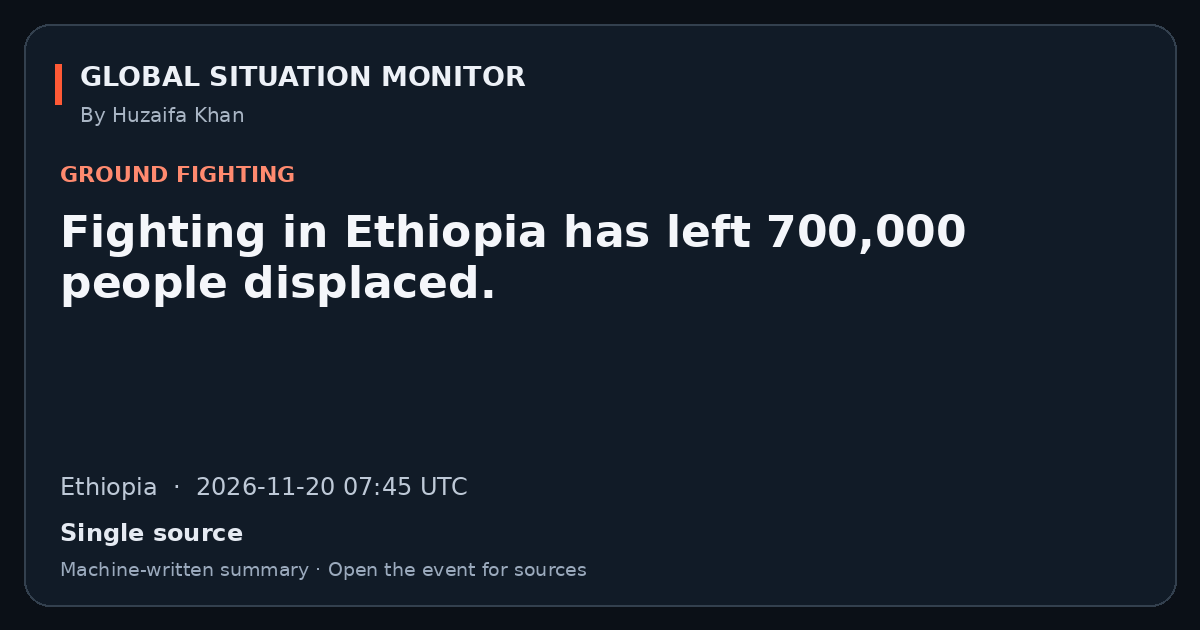 GLOBAL SITUATION MONITOR
By Huzaifa Khan
GROUND FIGHTING
Fighting in Ethiopia has left 700,000
people displaced.
Ethiopia · 2026-11-20 07:45 UTC
Single source
Machine-written summary · Open the event for sources